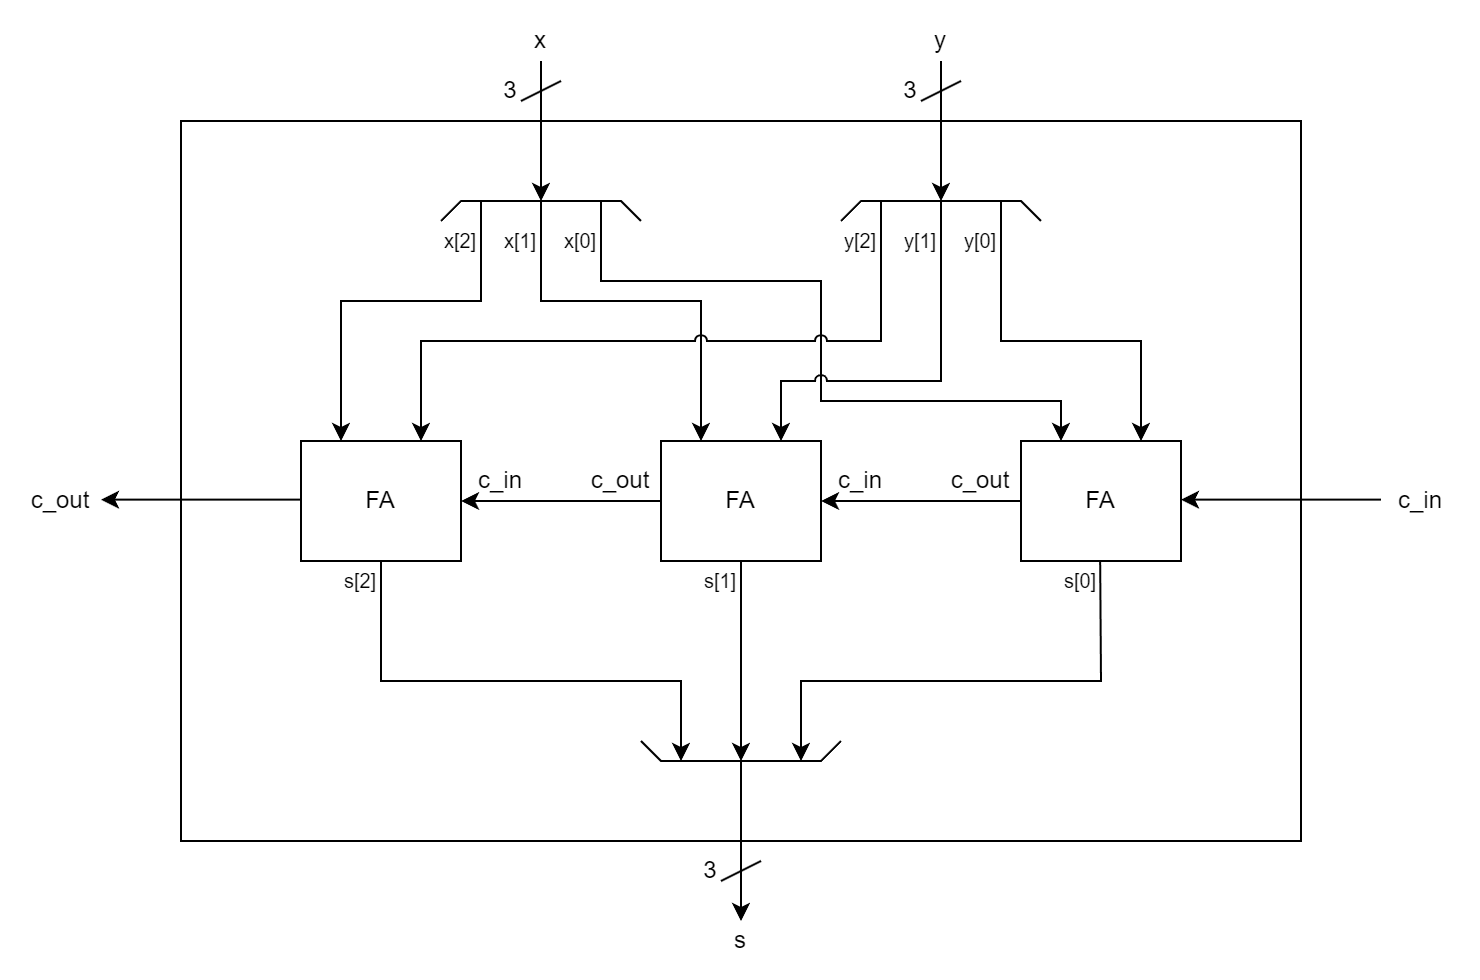 x y
3 3
x[2] x[1] x[0] y[2] y[1] y[0]
c_in c_out c_in c_out
c_out FA FA FA c_in
s[2] s[1] s[0]
3
s